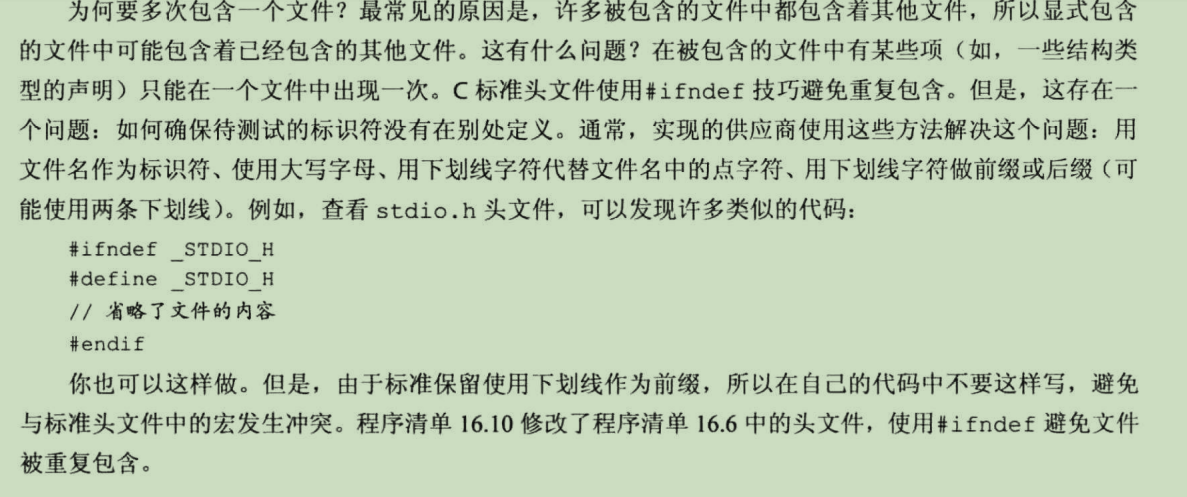 为何要多次包含一个文件？最常见的原因是，许多被包含的文件中都包含着其他文件，所以显式包含
的文件中可能包含着已经包含的其他文件。这有什么问题？在被包含的文件中有某些项（如，一些结构类
型的声明）只能在一个文件中出现一次。C 标准头文件使用#ifndef 技巧避免重复包含。但是，这存在一
个问题：如何确保待测试的标识符没有在别处定义。通常，实现的供应商使用这些方法解决这个问题：用
文件名作为标识符、使用大写字母、用下划线字符代替文件名中的点字符、用下划线字符做前缀或后缀（可
能使用两条下划线）。例如，查看 stdio.h 头文件，可以发现许多类似的代码：
#ifndef _STDIO_H
#define _STDIO_H
// 省略了文件的内容
#endif
你也可以这样做。但是，由于标准保留使用下划线作为前缀，所以在自己的代码中不要这样写，避免
与标准头文件中的宏发生冲突。程序清单 16.10 修改了程序清单 16.6 中的头文件，使用#ifndef 避免文件
被重复包含。